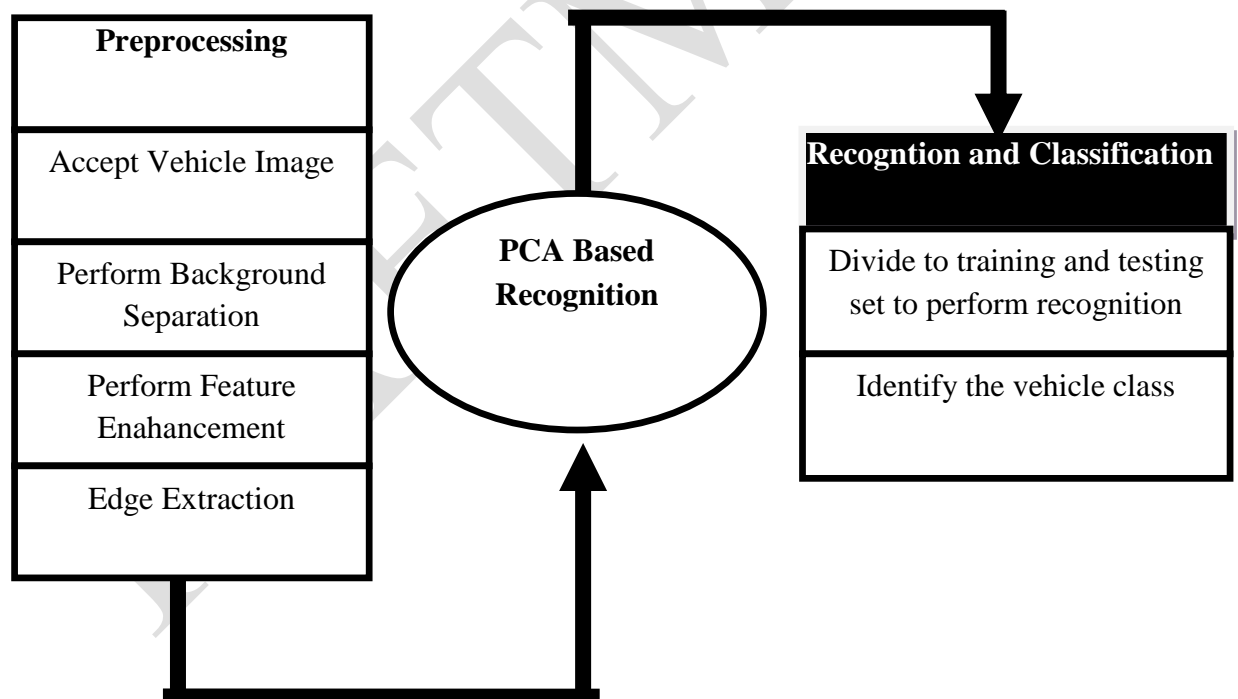 Preprocessing
Accept Vehicle Image
Perform Background
Separation
Perform Feature
Enahancement
Edge Extraction
PCA Based
Recognition
Recogntion and Classification
Divide to training and testing
set to perform recognition
Identify the vehicle class